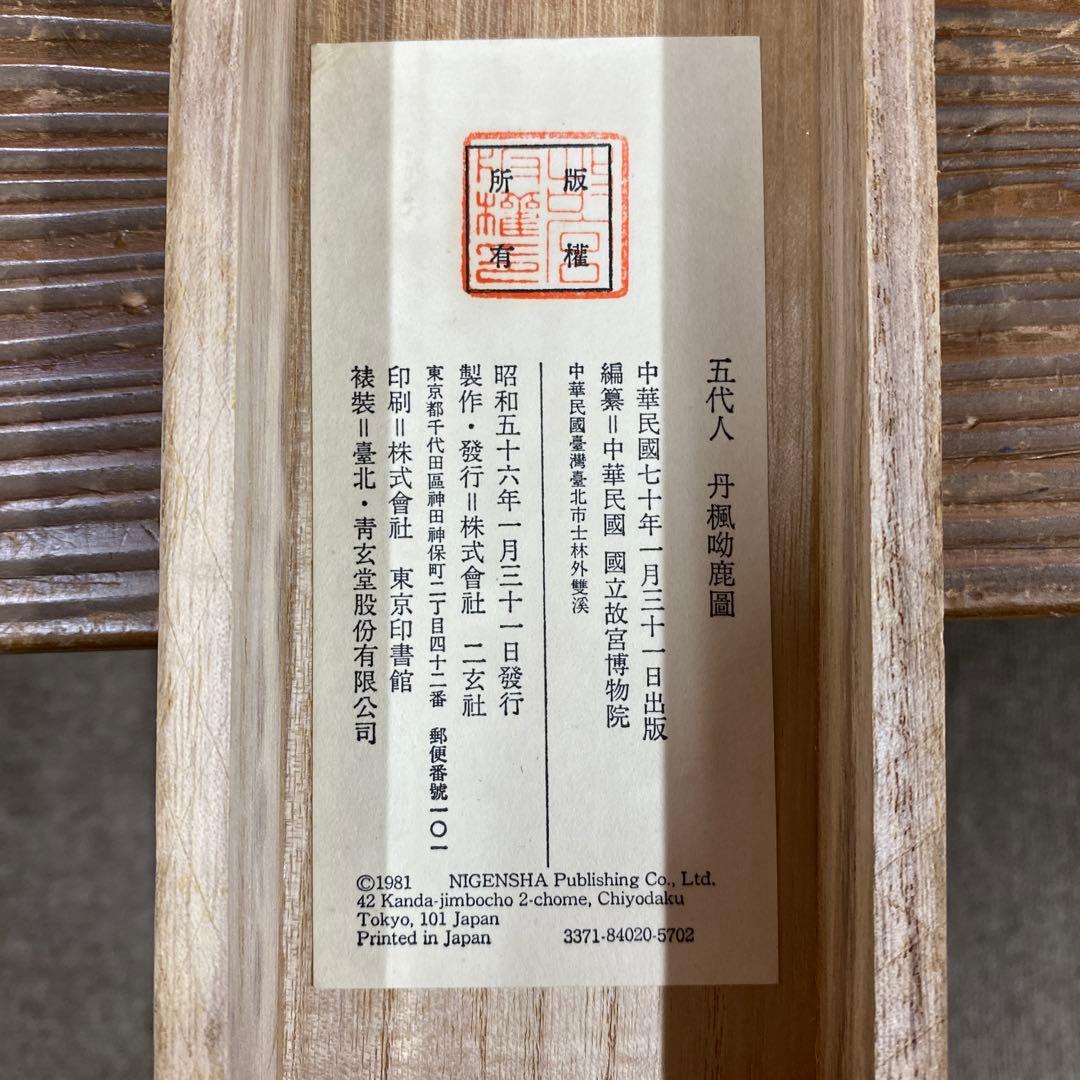 版權
所有
五代人　丹楓呦鹿圖
中華民國七十年一月三十一日出版
編纂＝中華民國　國立故宮博物院
中華民國臺灣臺北市士林外雙溪
昭和五十六年一月三十一日發行
製作・發行＝株式會社　二玄社
東京都千代田區神田神保町二丁目四十二番　郵便番號一〇一
印刷＝株式會社　東京印書館
裱裝＝臺北・靑玄堂股份有限公司
©1981　NIGENSHA Publishing Co., Ltd.
42 Kanda-jimbocho 2-chome, Chiyodaku
Tokyo, 101 Japan
Printed in Japan　3371-84020-5702